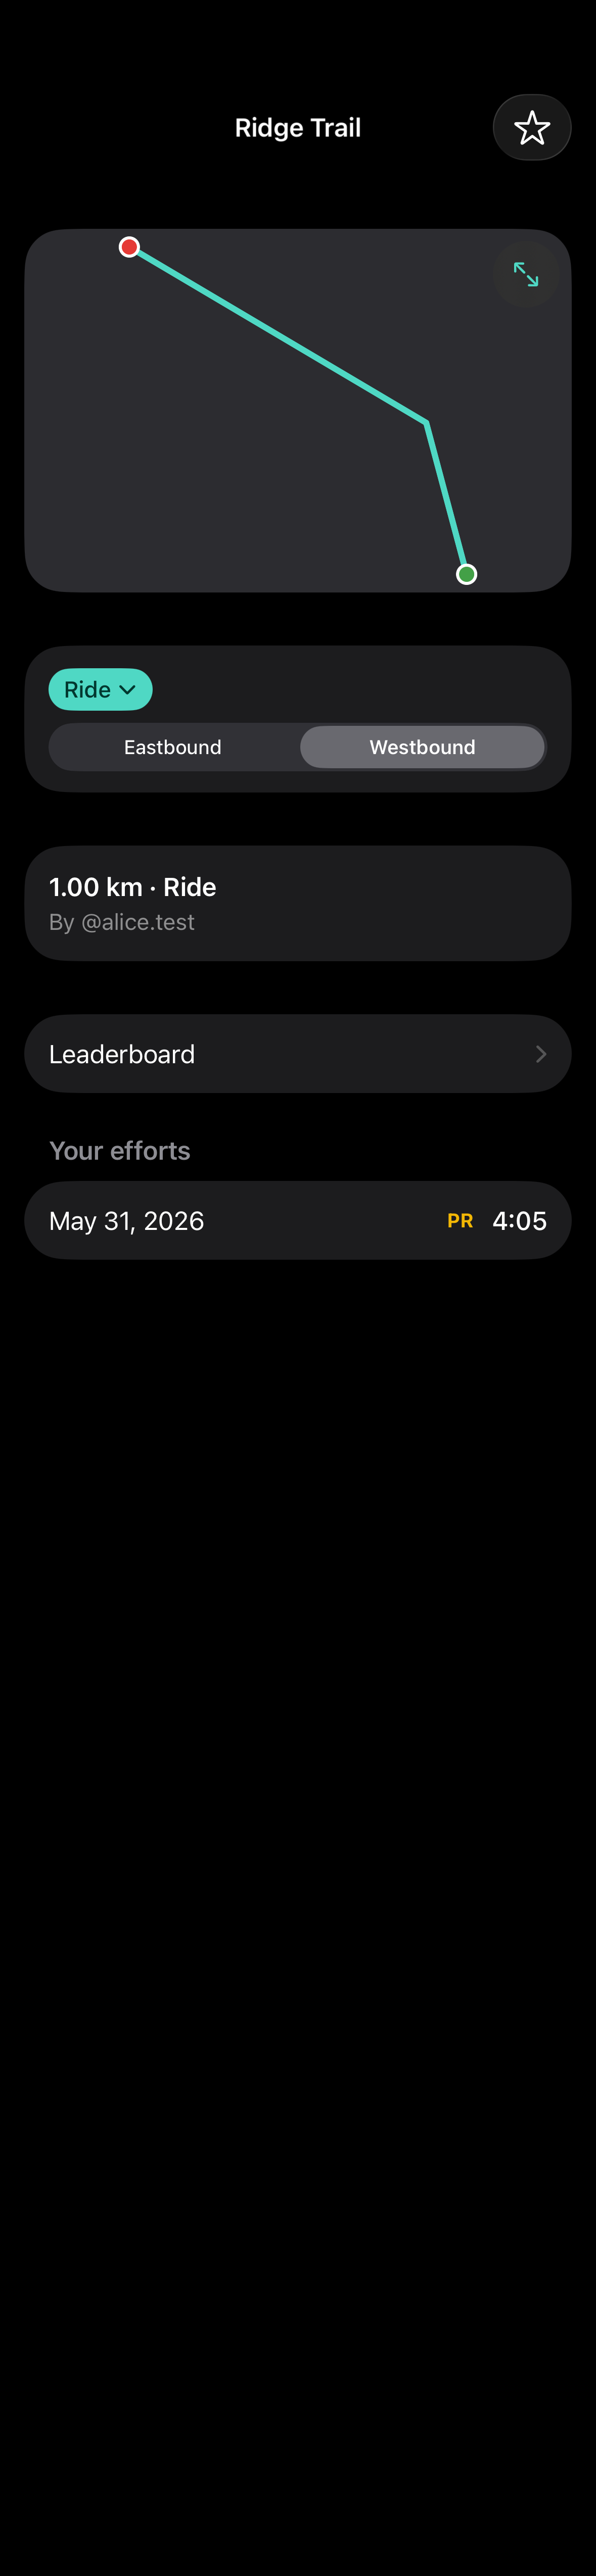 Ridge Trail
Ride
Eastbound
Westbound
1.00 km · Ride
By @alice.test
Leaderboard
Your efforts
May 31, 2026 PR 4:05